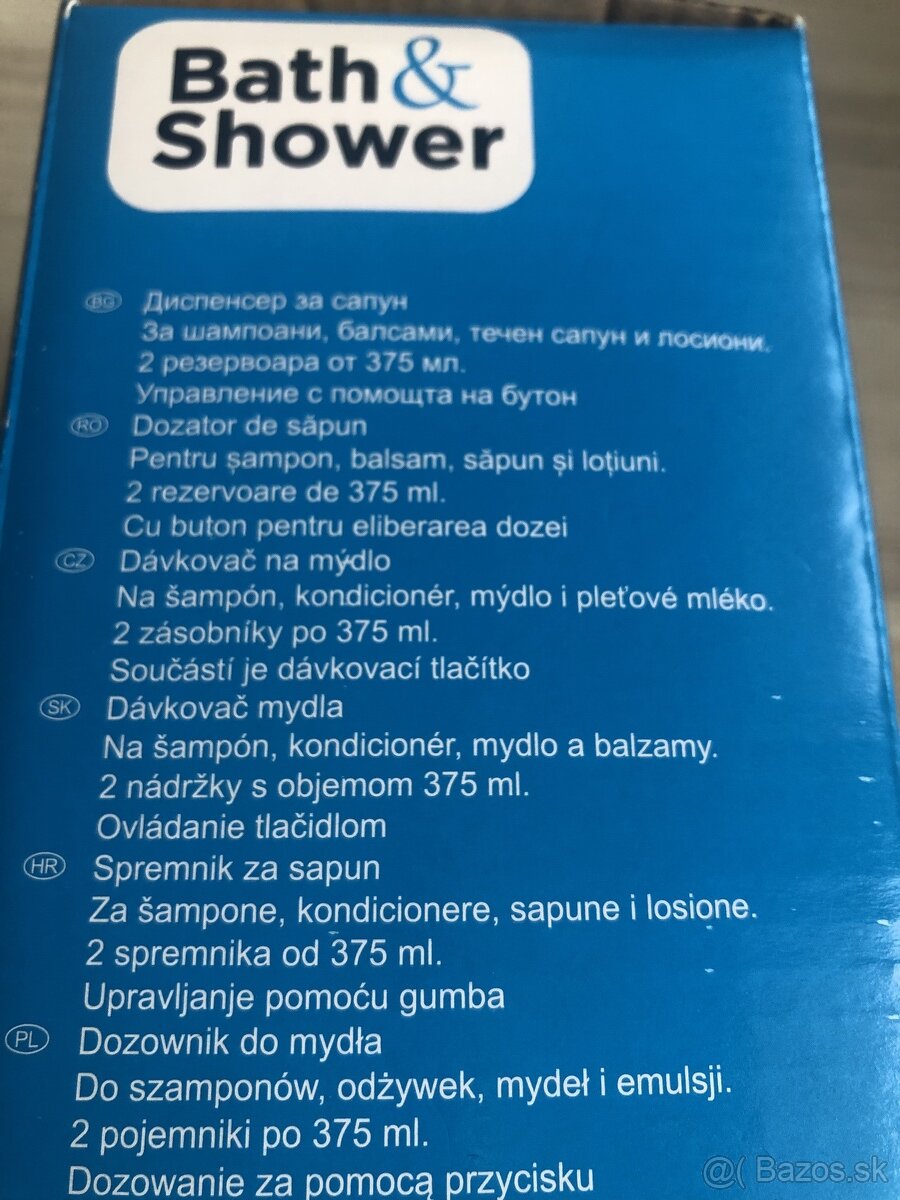 Bath &
Shower
BG Диспенсер за сапун
За шампоани, балсами, течен сапун и лосиони.
2 резервоара от 375 мл.
Управление с помощта на бутон
RO Dozator de săpun
Pentru șampon, balsam, săpun și loțiuni.
2 rezervoare de 375 ml.
Cu buton pentru eliberarea dozei
CZ Dávkovač na mýdlo
Na šampón, kondicionér, mýdlo i pleťové mléko.
2 zásobníky po 375 ml.
Součástí je dávkovací tlačítko
SK Dávkovač mydla
Na šampón, kondicionér, mydlo a balzamy.
2 nádržky s objemom 375 ml.
Ovládanie tlačidlom
HR Spremnik za sapun
Za šampone, kondicionere, sapune i losione.
2 spremnika od 375 ml.
Upravljanje pomoću gumba
PL Dozownik do mydła
Do szamponów, odżywek, mydeł i emulsji.
2 pojemniki po 375 ml.
Dozowanie za pomocą przycisku
@( Bazos.sk